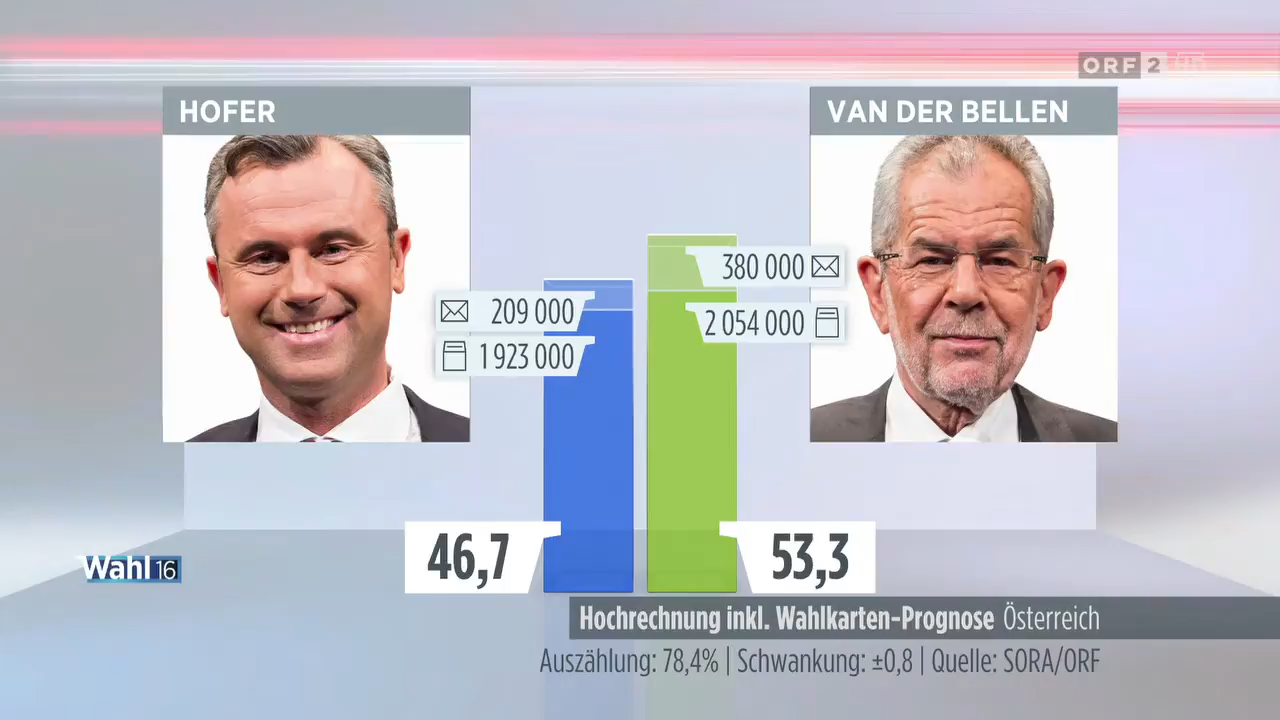 ORF 2
HOFER
VAN DER BELLEN
380 000
209 000
2 054 000
1 923 000
46,7
53,3
Wahl 16
Hochrechnung inkl. Wahlkarten-Prognose Österreich
Auszählung: 78,4% | Schwankung: ±0,8 | Quelle: SORA/ORF